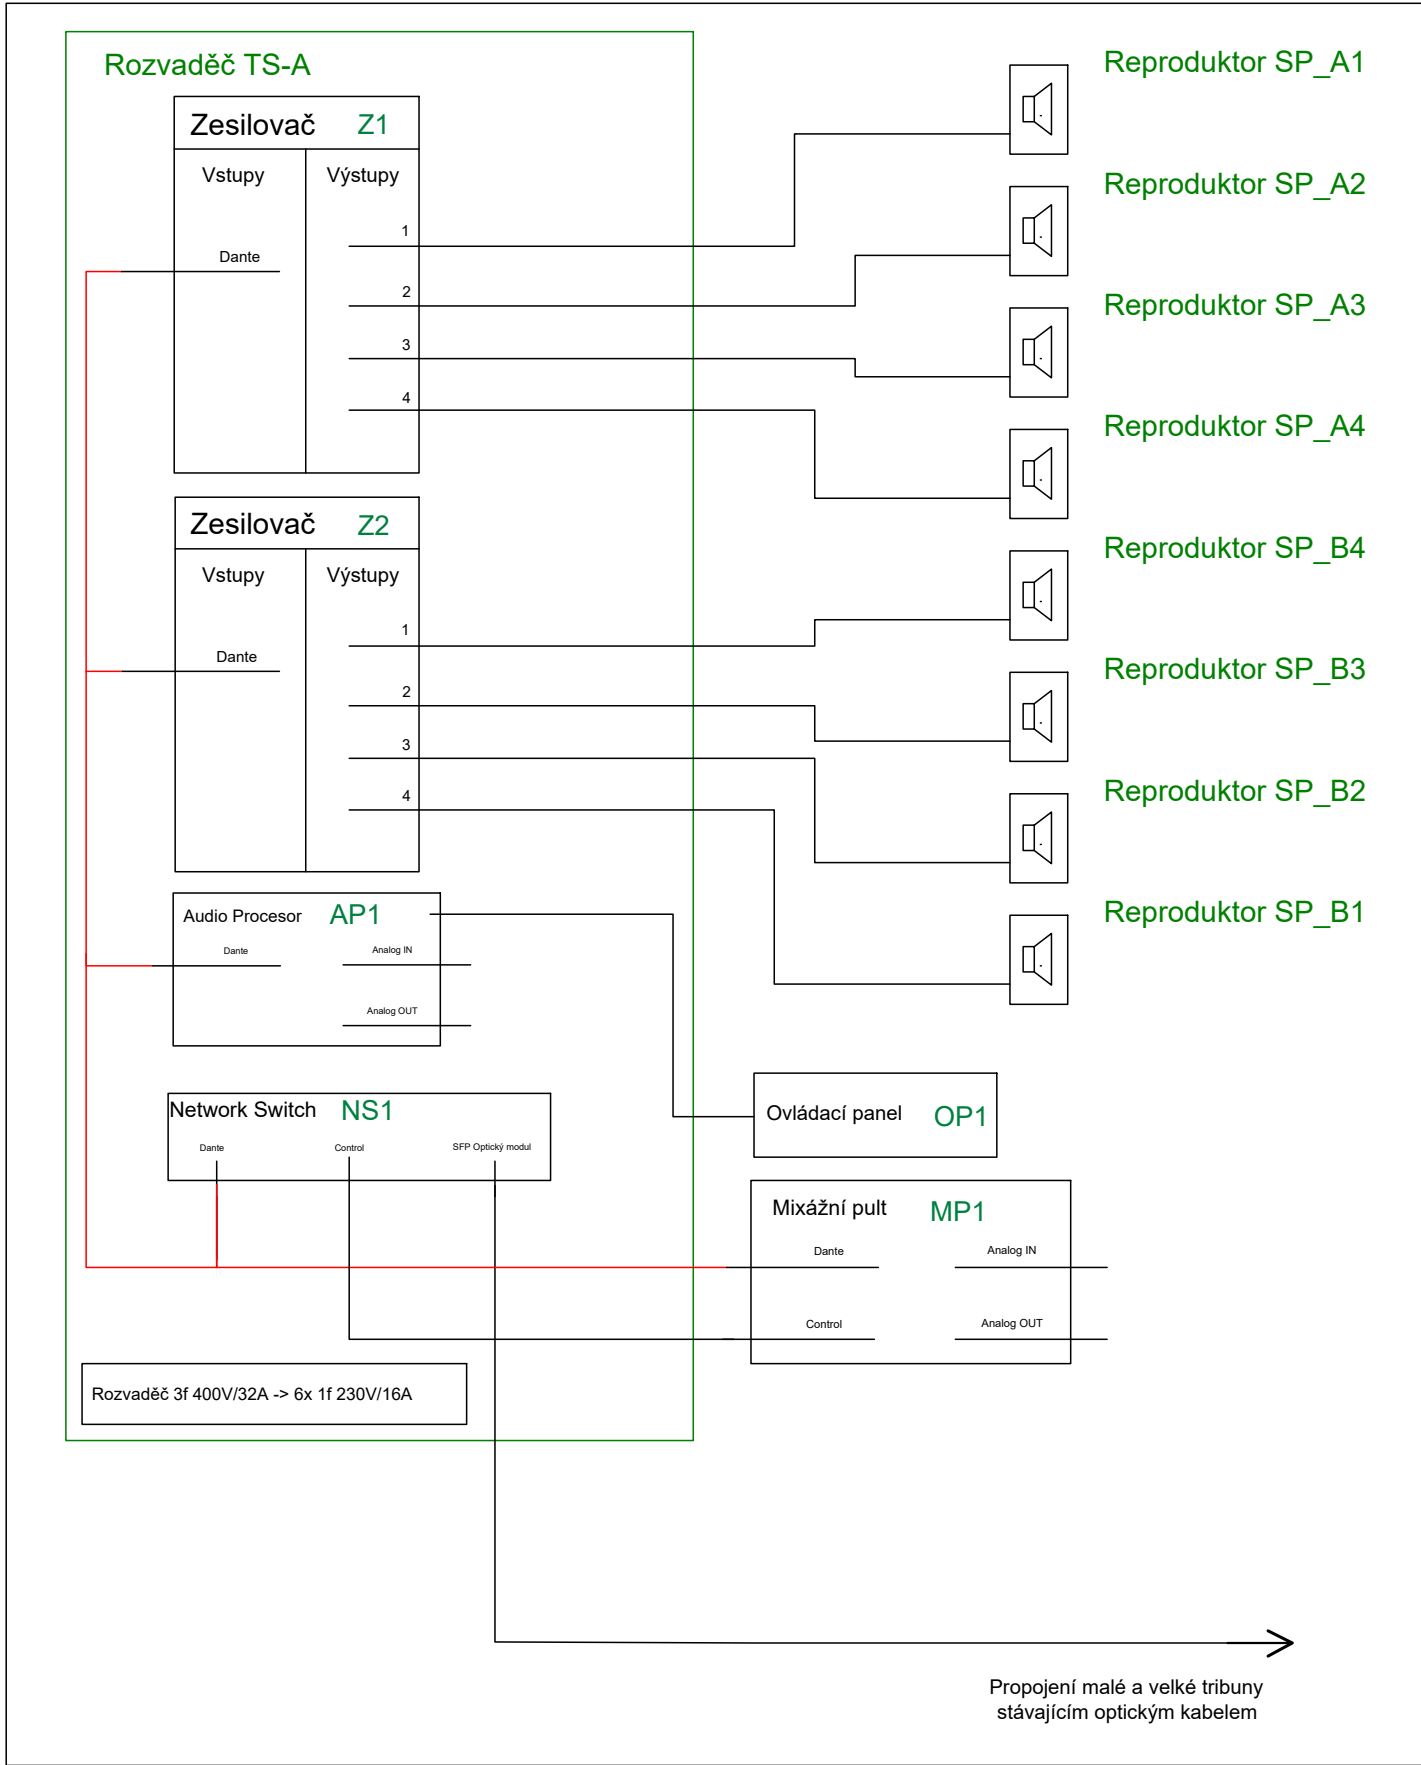 Rozvaděč TS-A
Zesilovač Z1
Vstupy Výstupy
1
Dante
2
3
4
Zesilovač Z2
Vstupy Výstupy
1
Dante
2
3
4
Audio Procesor AP1
Dante Analog IN
Analog OUT
Network Switch NS1
Dante Control SFP Optický modul
Rozvaděč 3f 400V/32A -> 6x 1f 230V/16A
Reproduktor SP_A1
Reproduktor SP_A2
Reproduktor SP_A3
Reproduktor SP_A4
Reproduktor SP_B4
Reproduktor SP_B3
Reproduktor SP_B2
Reproduktor SP_B1
Ovládací panel OP1
Mixážní pult MP1
Dante Analog IN
Control Analog OUT
Propojení malé a velké tribuny
stávajícím optickým kabelem